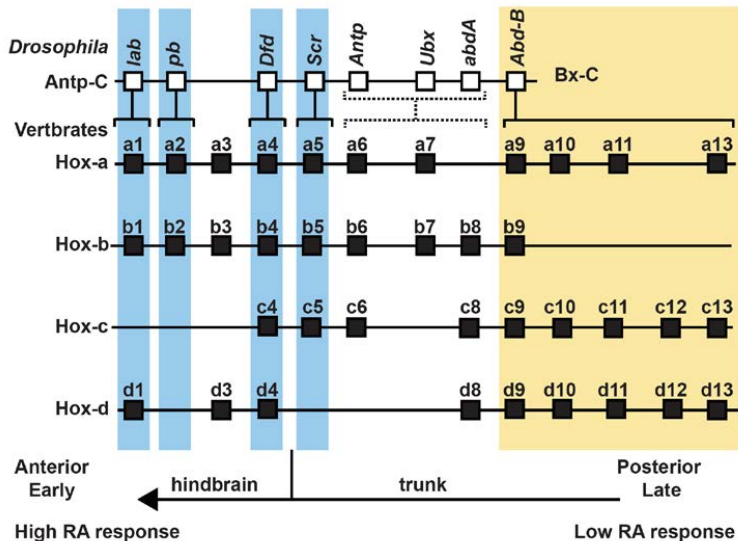 Drosophila lab pb Dfd Scr Antp Ubx abdA Abd-B
Antp-C Bx-C
Vertbrates
a1 a2 a3 a4 a5 a6 a7 a9 a10 a11 a13
Hox-a
b1 b2 b3 b4 b5 b6 b7 b8 b9
Hox-b
c4 c5 c6 c8 c9 c10 c11 c12 c13
Hox-c
d1 d3 d4 d8 d9 d10 d11 d12 d13
Hox-d
Anterior hindbrain trunk Posterior
Early Late
High RA response Low RA response